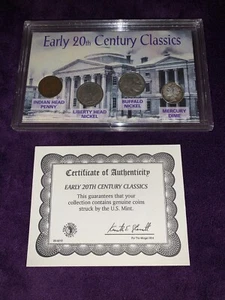 Early 20th Century Classics
INDIAN HEAD
PENNY
LIBERTY HEAD
NICKEL
BUFFALO
NICKEL
MERCURY
DIME
Certificate of Authenticity
EARLY 20TH CENTURY CLASSICS
This guarantees that your
collection contains genuine coins
struck by the U.S. Mint.